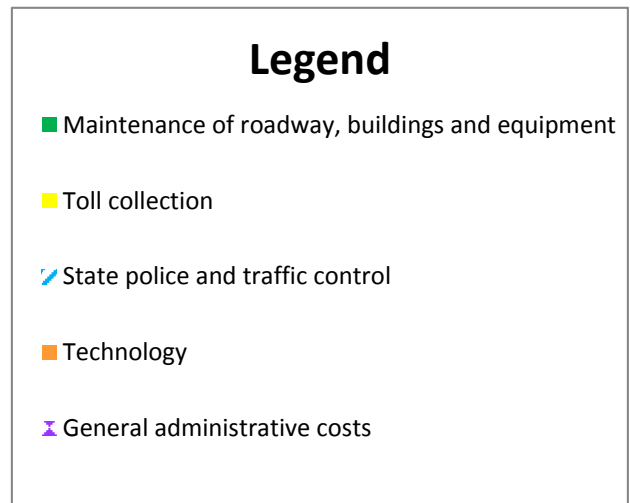 Legend
Maintenance of roadway, buildings and equipment
Toll collection
State police and traffic control
Technology
General administrative costs